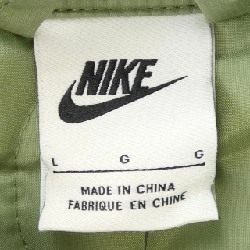 NIKE
L G G
MADE IN CHINA
FABRIQUE EN CHINE